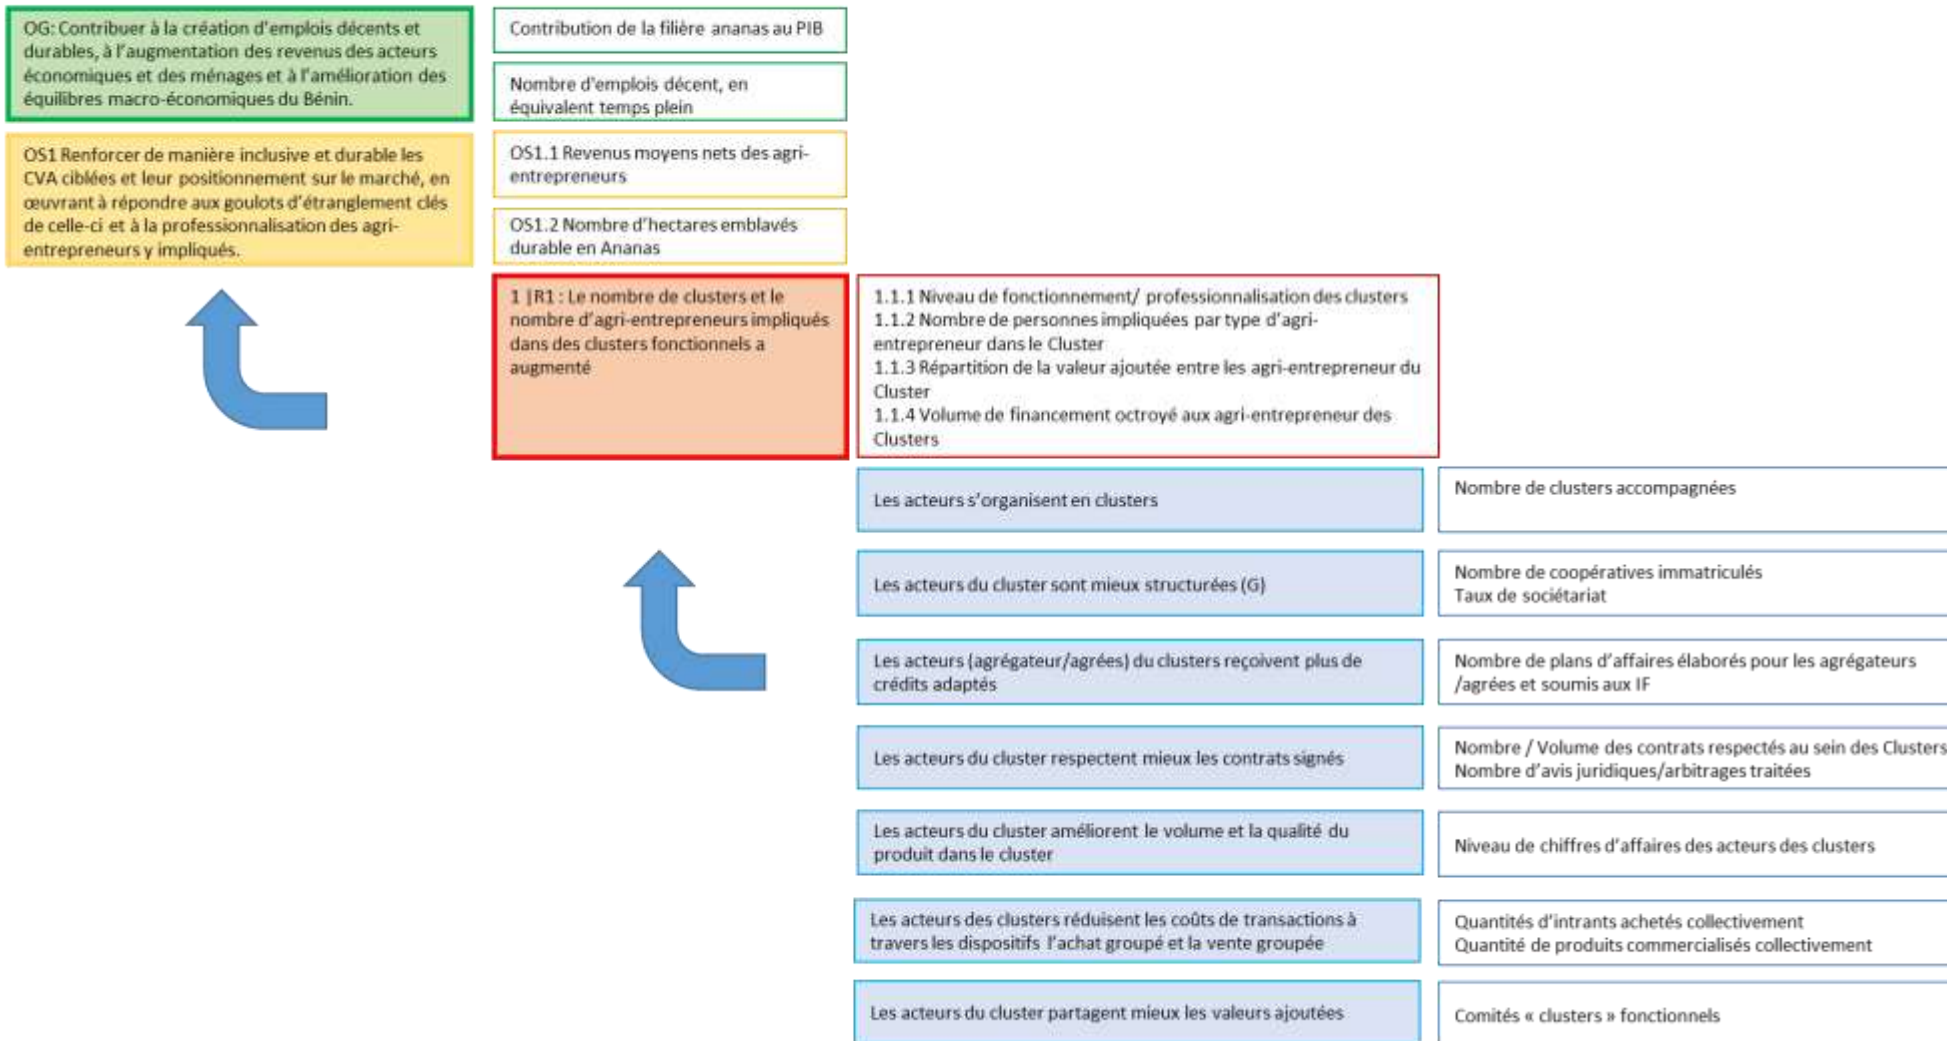 OG: Contribuer à la création d'emplois décents et
durables, à l'augmentation des revenus des acteurs
économiques et des ménages et à l'amélioration des
équilibres macro-économiques du Bénin.
Contribution de la filière ananas au PIB
Nombre d'emplois décent, en
équivalent temps plein
OS1 Renforcer de manière inclusive et durable les
CVA ciblées et leur positionnement sur le marché, en
œuvrant à répondre aux goulots d'étranglement clés
de celle-ci et à la professionnalisation des agri-
entrepreneurs y impliqués.
OS1.1 Revenus moyens nets des agri-
entrepreneurs
OS1.2 Nombre d'hectares emblavés
durable en Ananas
1 |R1 : Le nombre de clusters et le
nombre d'agri-entrepreneurs impliqués
dans des clusters fonctionnels a
augmenté
1.1.1 Niveau de fonctionnement/ professionnalisation des clusters
1.1.2 Nombre de personnes impliquées par type d'agri-
entrepreneur dans le Cluster
1.1.3 Répartition de la valeur ajoutée entre les agri-entrepreneur du
Cluster
1.1.4 Volume de financement octroyé aux agri-entrepreneur des
Clusters
Les acteurs s'organisent en clusters
Nombre de clusters accompagnées
Les acteurs du cluster sont mieux structurées (G)
Nombre de coopératives immatriculés
Taux de sociétariat
Les acteurs (agrégateur/agrées) du clusters reçoivent plus de
crédits adaptés
Nombre de plans d'affaires élaborés pour les agrégateurs
/agrées et soumis aux IF
Les acteurs du cluster respectent mieux les contrats signés
Nombre / Volume des contrats respectés au sein des Clusters
Nombre d'avis juridiques/arbitrages traitées
Les acteurs du cluster améliorent le volume et la qualité du
produit dans le cluster
Niveau de chiffres d'affaires des acteurs des clusters
Les acteurs des clusters réduisent les coûts de transactions à
travers les dispositifs l'achat groupé et la vente groupée
Quantités d'intrants achetés collectivement
Quantité de produits commercialisés collectivement
Les acteurs du cluster partagent mieux les valeurs ajoutées
Comités « clusters » fonctionnels